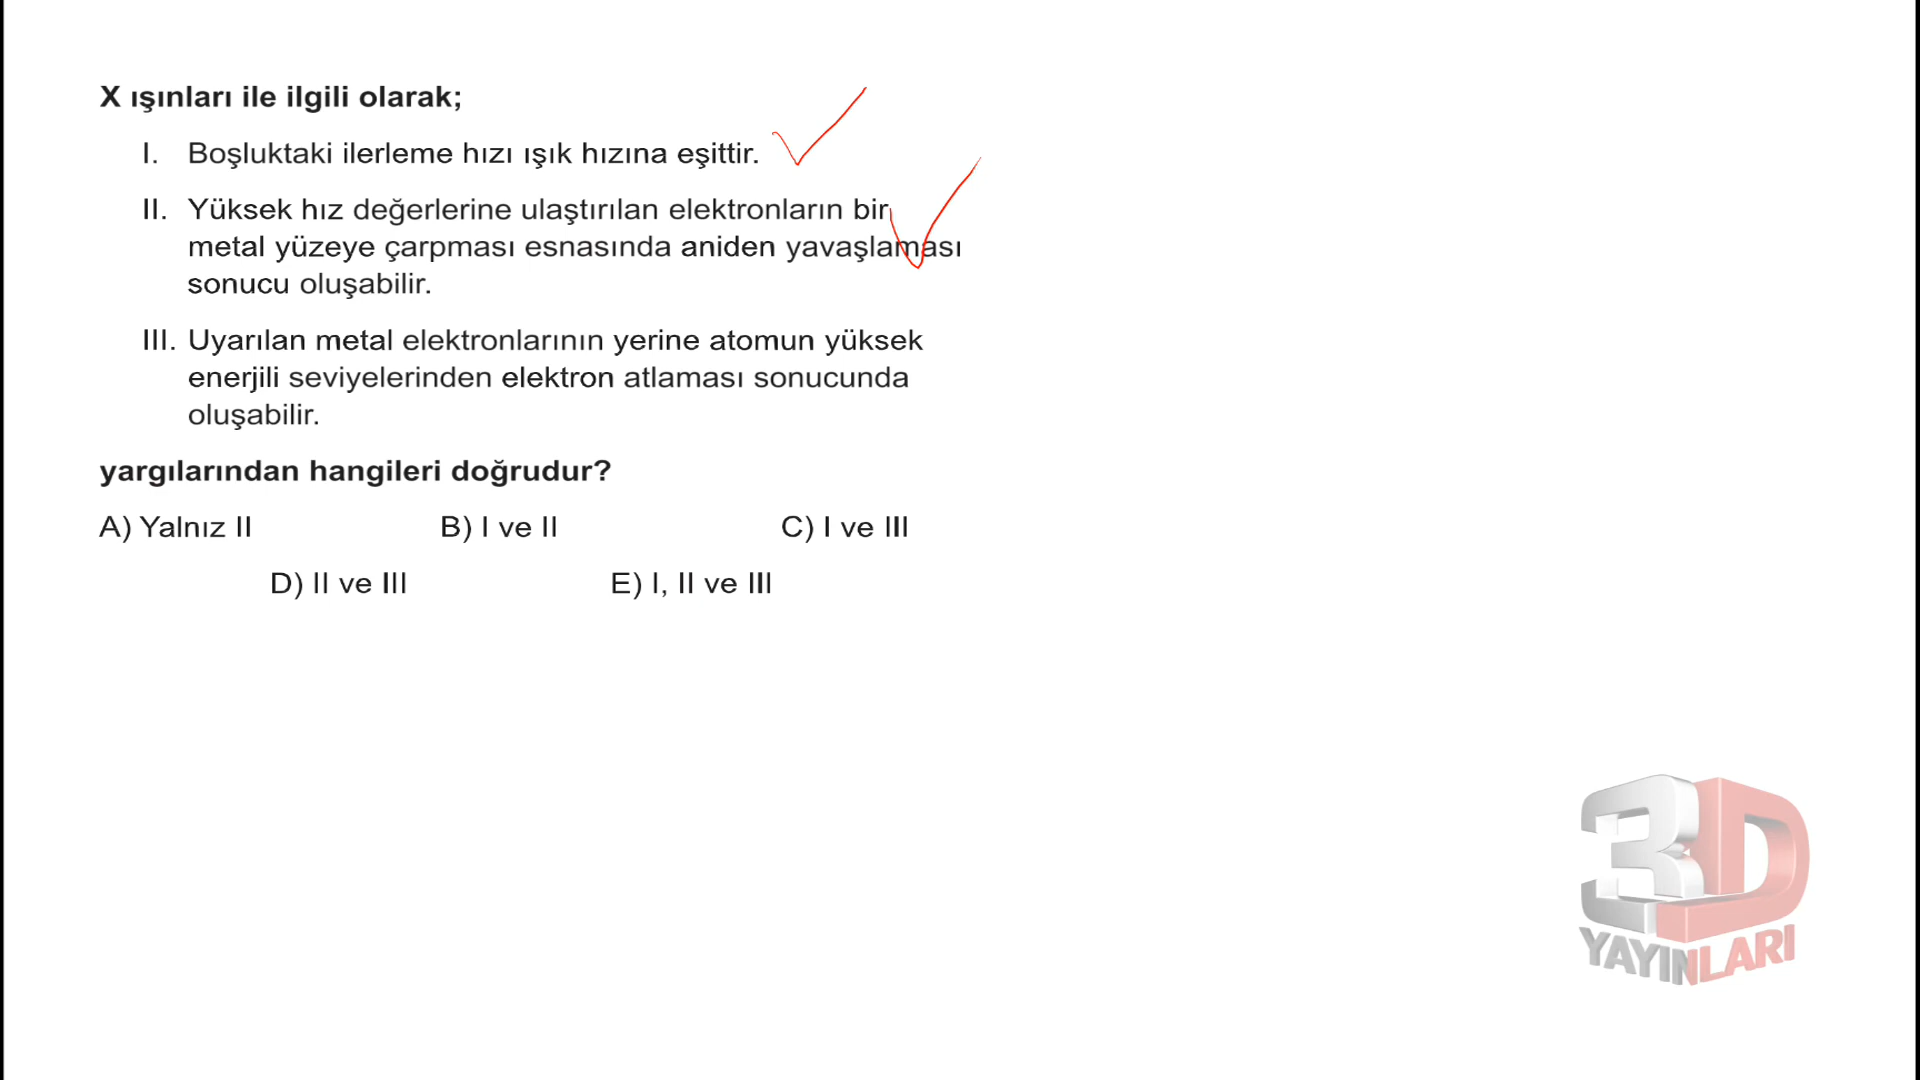 X ışınları ile ilgili olarak;
I. Boşluktaki ilerleme hızı ışık hızına eşittir.
II. Yüksek hız değerlerine ulaştırılan elektronların bir
metal yüzeye çarpması esnasında aniden yavaşlaması
sonucu oluşabilir.
III. Uyarılan metal elektronlarının yerine atomun yüksek
enerjili seviyelerinden elektron atlaması sonucunda
oluşabilir.
yargılarından hangileri doğrudur?
A) Yalnız II B) I ve II C) I ve III
D) II ve III E) I, II ve III
3D
YAYINLARI